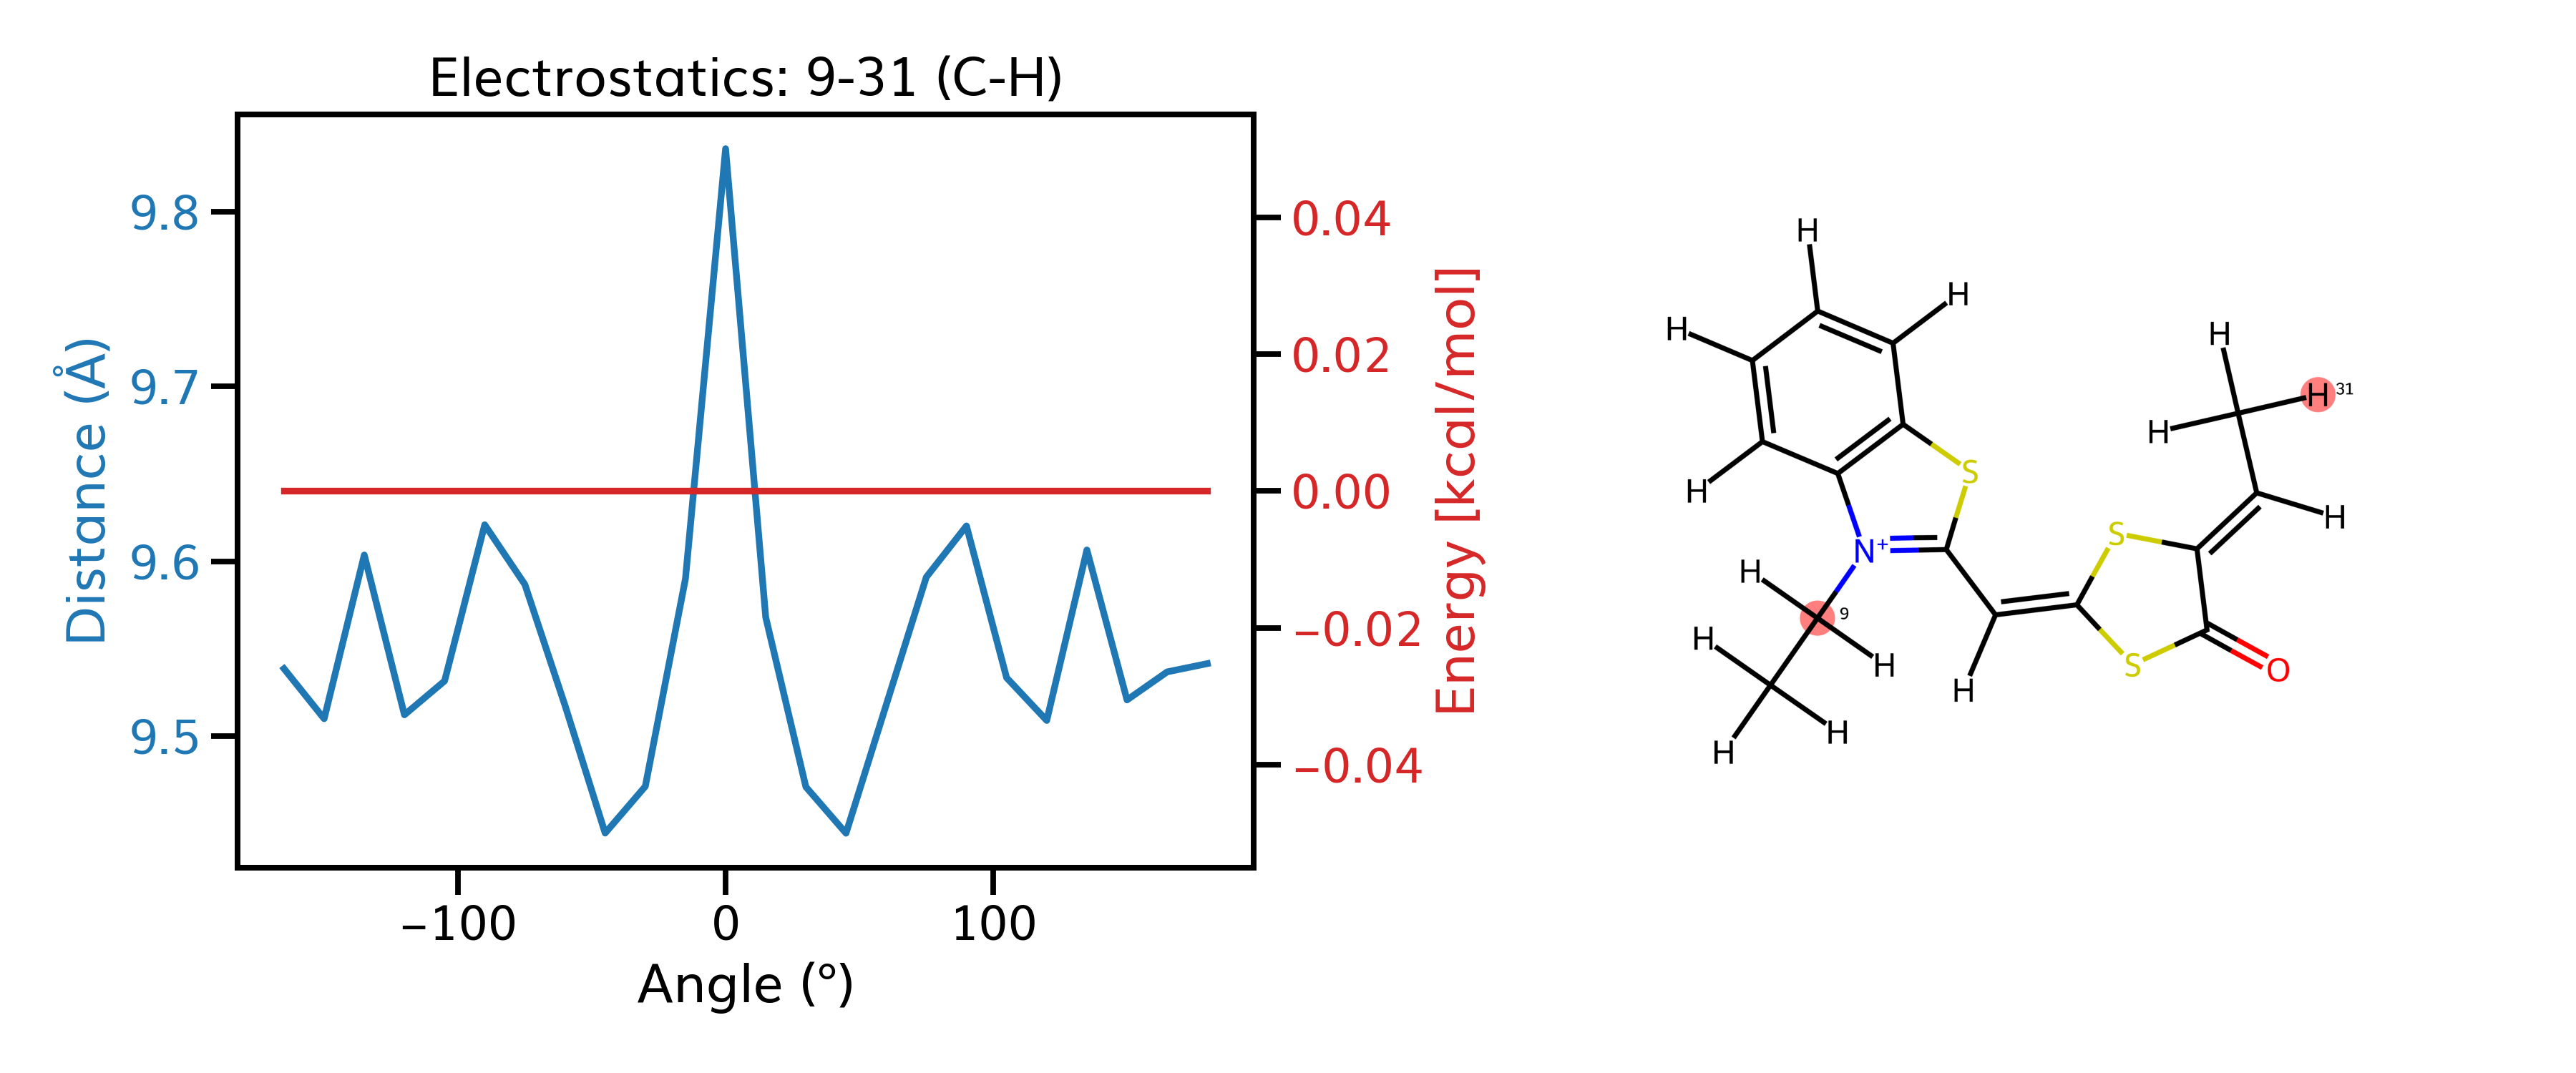 Electrostatics: 9-31 (C-H)
Distance (Å)
9.8
9.7
9.6
9.5
0.04
0.02
0.00
−0.02
−0.04
Energy [kcal/mol]
−100
0
100
Angle (°)
H
H
H
H
H
H 31
H
S
H
S
H
N+
H
9
H
H
H
S
O
H
H